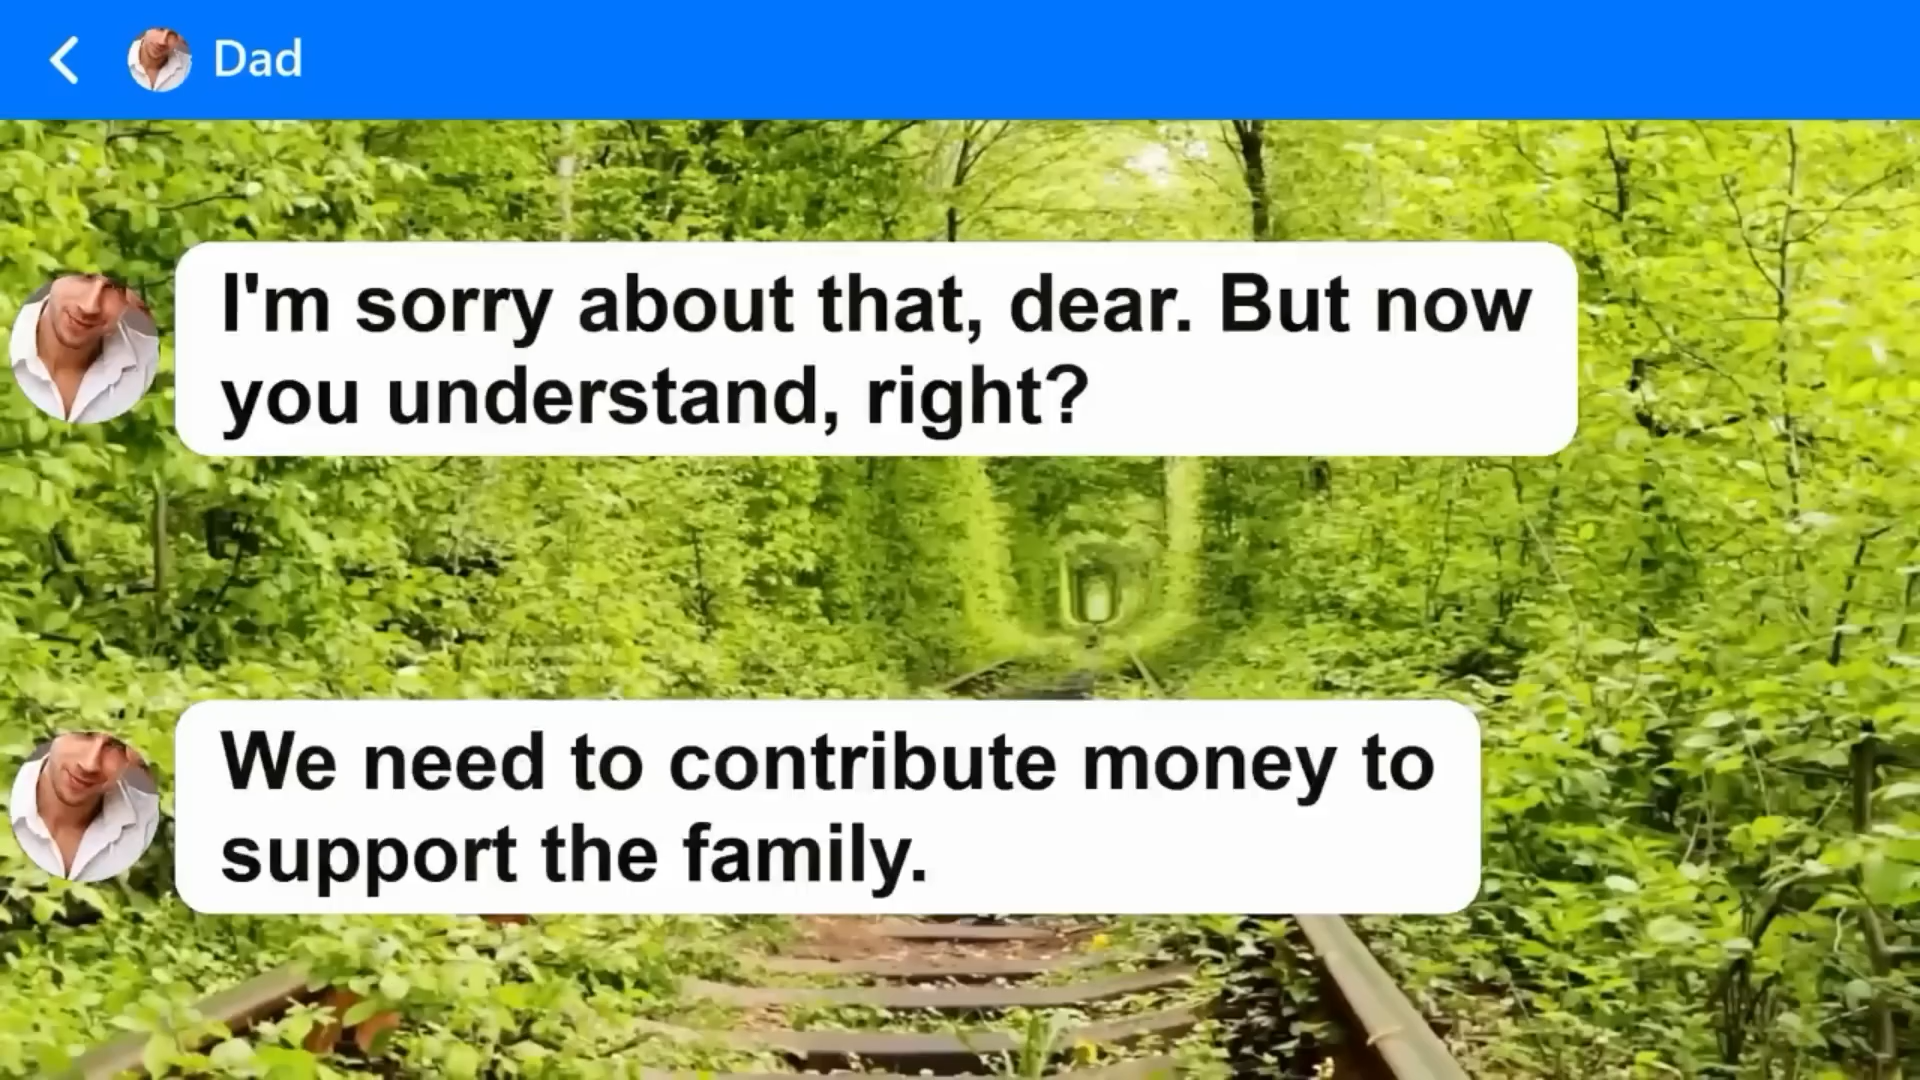 Dad
I'm sorry about that, dear. But now
you understand, right?
We need to contribute money to
support the family.